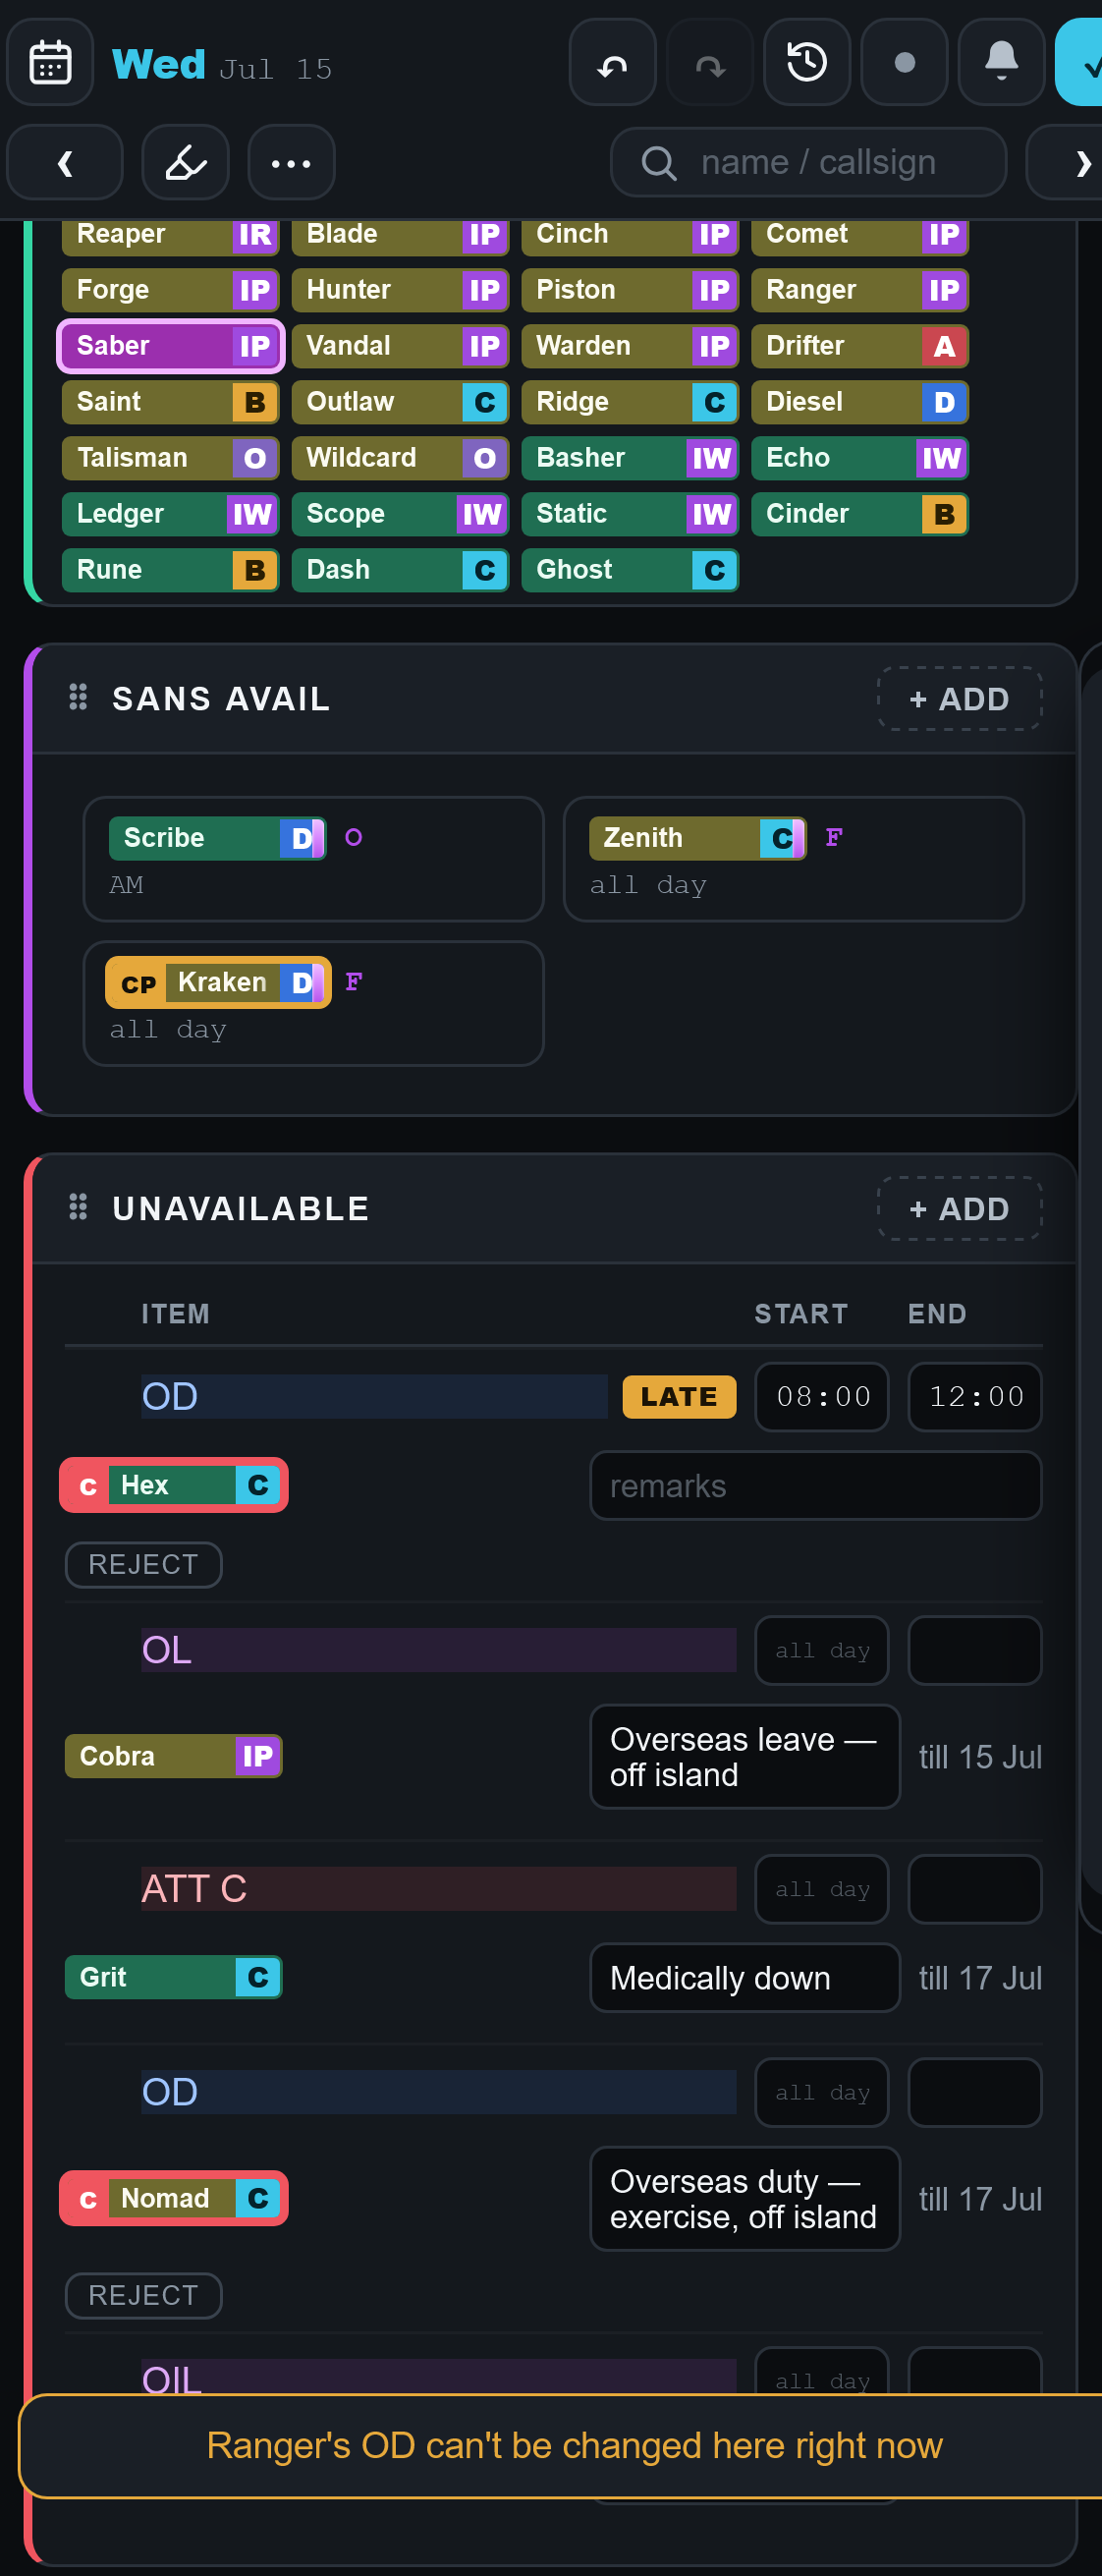 Wed Jul 15
name / callsign
Reaper IR Blade IP Cinch IP Comet IP
Forge IP Hunter IP Piston IP Ranger IP
Saber IP Vandal IP Warden IP Drifter A
Saint B Outlaw C Ridge C Diesel D
Talisman O Wildcard O Basher IW Echo IW
Ledger IW Scope IW Static IW Cinder B
Rune B Dash C Ghost C
SANS AVAIL + ADD
Scribe D O Zenith C F
AM all day
CP Kraken D F
all day
UNAVAILABLE + ADD
ITEM START END
OD LATE 08:00 12:00
C Hex C remarks
REJECT
OL all day
Cobra IP Overseas leave —
off island till 15 Jul
ATT C all day
Grit C Medically down till 17 Jul
OD all day
C Nomad C Overseas duty —
exercise, off island till 17 Jul
REJECT
OIL all day
Ranger's OD can't be changed here right now